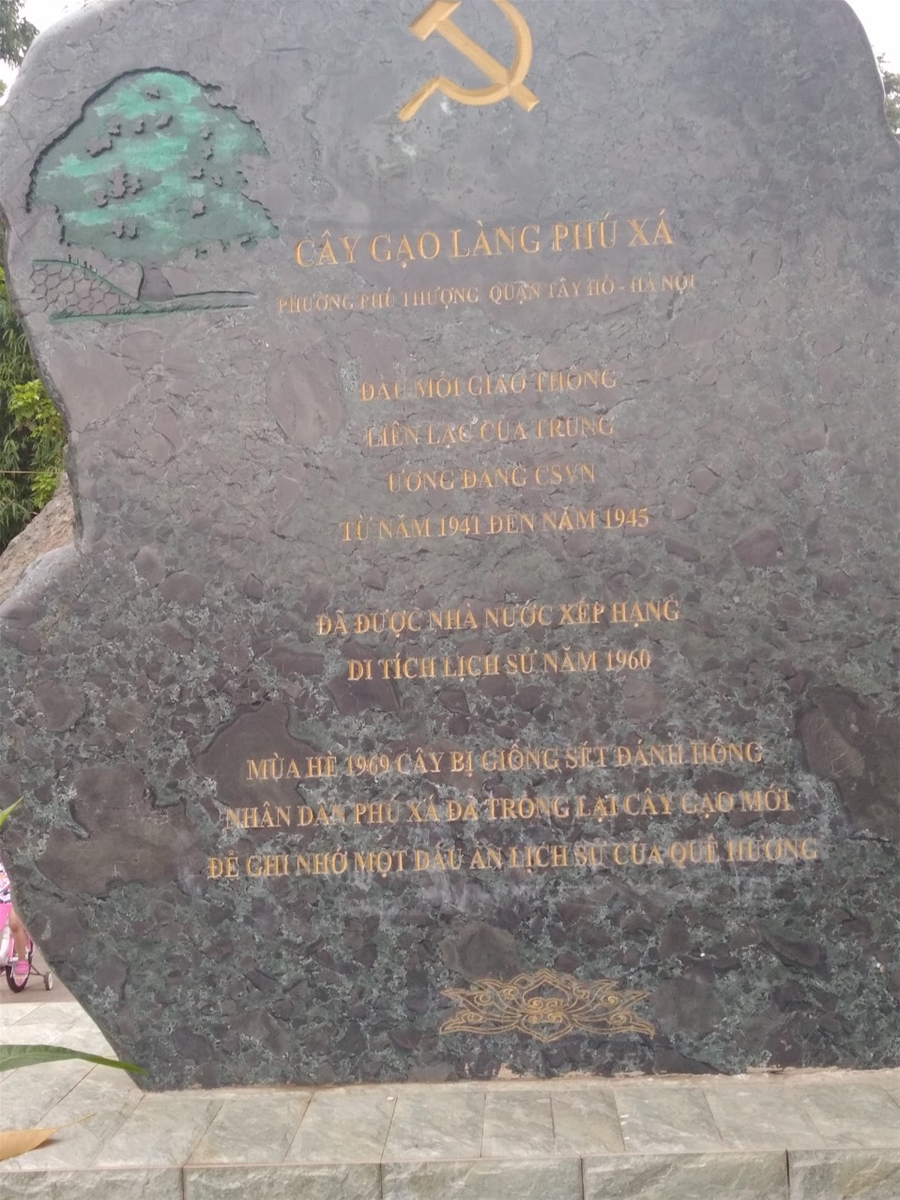 CÂY GẠO LÀNG PHÚ XÁ
PHƯỜNG PHÚ THƯỢNG QUẬN TÂY HỒ - HÀ NỘI
ĐẦU MỐI GIAO THÔNG
LIÊN LẠC CỦA TRUNG
ƯƠNG ĐẢNG CSVN
TỪ NĂM 1941 ĐẾN NĂM 1945
ĐÃ ĐƯỢC NHÀ NƯỚC XẾP HẠNG
DI TÍCH LỊCH SỬ NĂM 1960
MÙA HÈ 1969 CÂY BỊ GIÔNG SÉT ĐÁNH HỎNG
NHÂN DÂN PHÚ XÁ ĐÃ TRỒNG LẠI CÂY GẠO MỚI
ĐỂ GHI NHỚ MỘT DẤU ẤN LỊCH SỬ CỦA QUÊ HƯƠNG